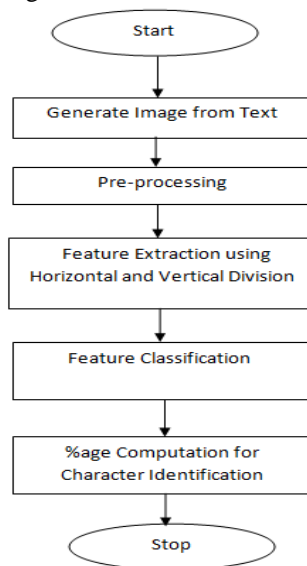 Start
Generate Image from Text
Pre-processing
Feature Extraction using
Horizontal and Vertical Division
Feature Classification
%age Computation for
Character Identification
Stop